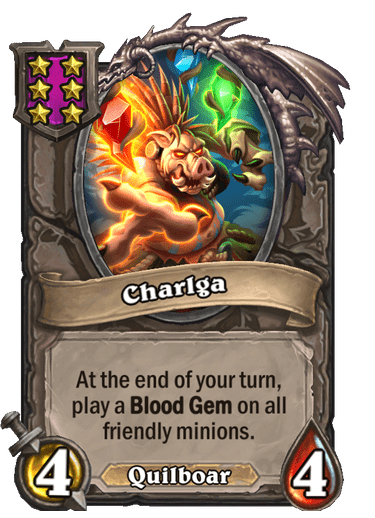 Charlga
At the end of your turn,
play a Blood Gem on all
friendly minions.
4
Quilboar
4